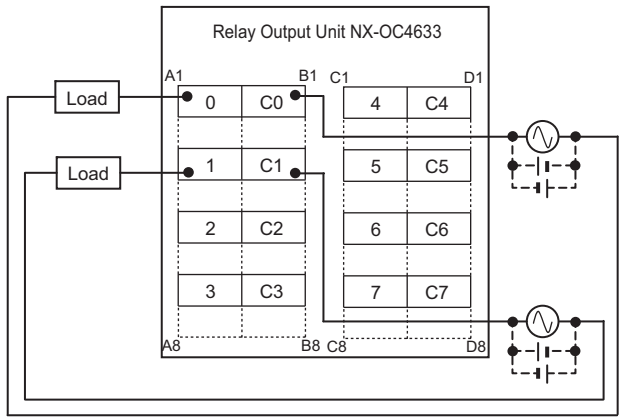 Relay Output Unit NX-OC4633
A1 B1 C1 D1
Load 0 C0 4 C4
Load 1 C1 5 C5
2 C2 6 C6
3 C3 7 C7
A8 B8 C8 D8